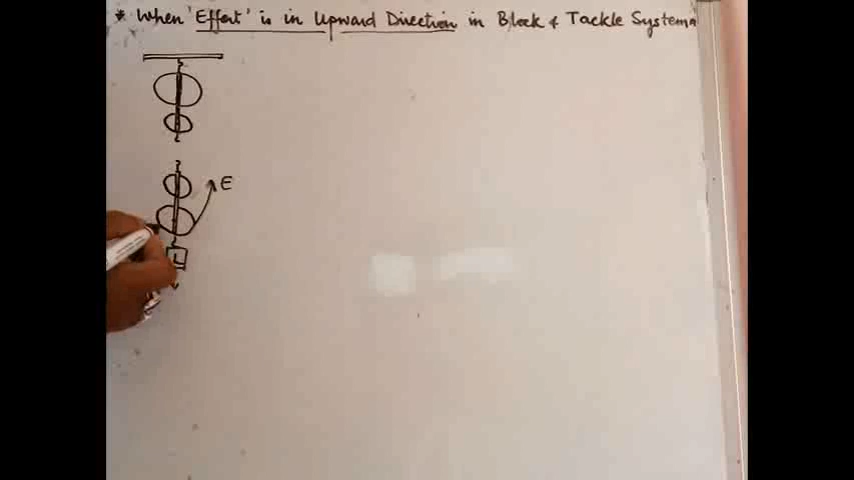 * When 'Effort' is in Upward Direction in Block & Tackle System
E
L